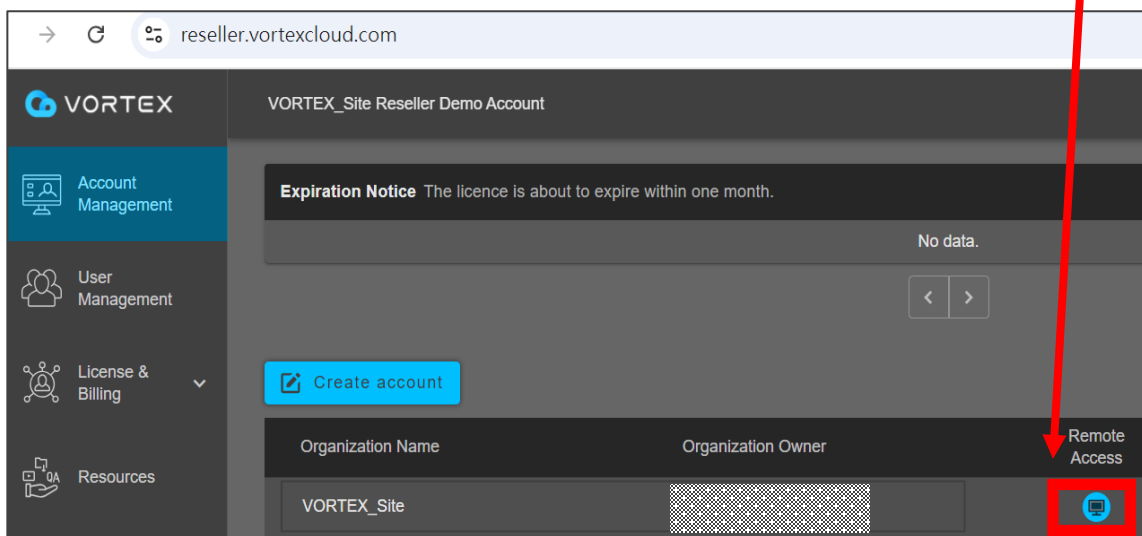 reseller.vortexcloud.com
VORTEX
VORTEX_Site Reseller Demo Account
Account
Management
Expiration Notice The licence is about to expire within one month.
No data.
User
Management
License &
Billing
Create account
Organization Name
Organization Owner
Remote
Access
QA
Resources
VORTEX_Site